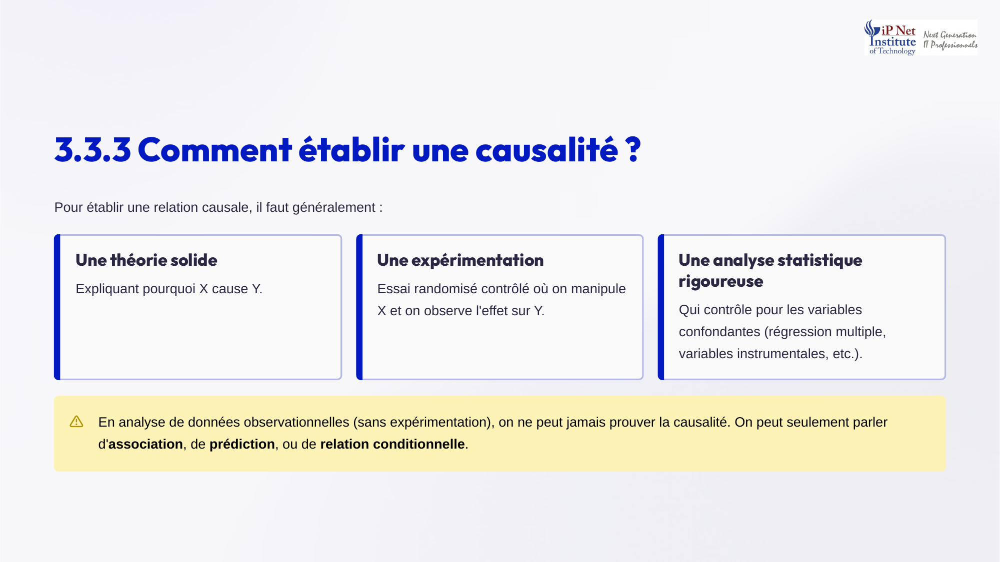 iP Net
Institute
of Technology
Next Generation
IT Professionnels
3.3.3 Comment établir une causalité ?
Pour établir une relation causale, il faut généralement :
Une théorie solide
Expliquant pourquoi X cause Y.
Une expérimentation
Essai randomisé contrôlé où on manipule
X et on observe l'effet sur Y.
Une analyse statistique
rigoureuse
Qui contrôle pour les variables
confondantes (régression multiple,
variables instrumentales, etc.).
En analyse de données observationnelles (sans expérimentation), on ne peut jamais prouver la causalité. On peut seulement parler
d'association, de prédiction, ou de relation conditionnelle.